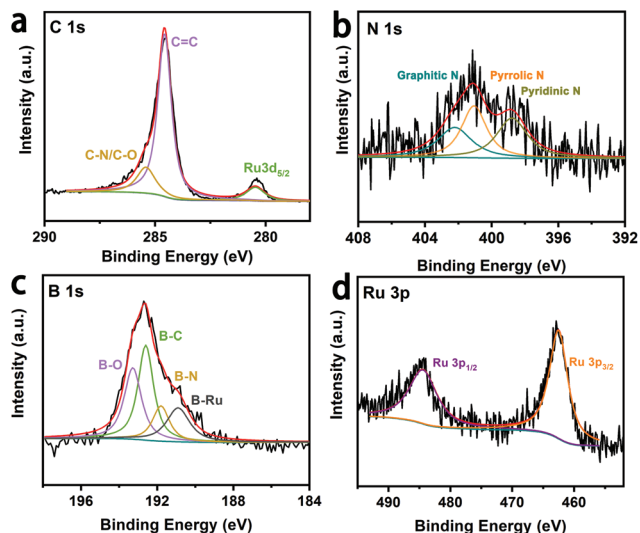 a
C 1s
C=C
C-N/C-O
Ru3d5/2
Intensity (a.u.)
290 285 280
Binding Energy (eV)
b
N 1s
Graphitic N
Pyrrolic N
Pyridinic N
Intensity (a.u.)
408 404 400 396 392
Binding Energy (eV)
c
B 1s
B-C
B-O
B-N
B-Ru
Intensity (a.u.)
196 192 188 184
Binding Energy (eV)
d
Ru 3p
Ru 3p1/2
Ru 3p3/2
Intensity (a.u.)
490 480 470 460
Binding Energy (eV)